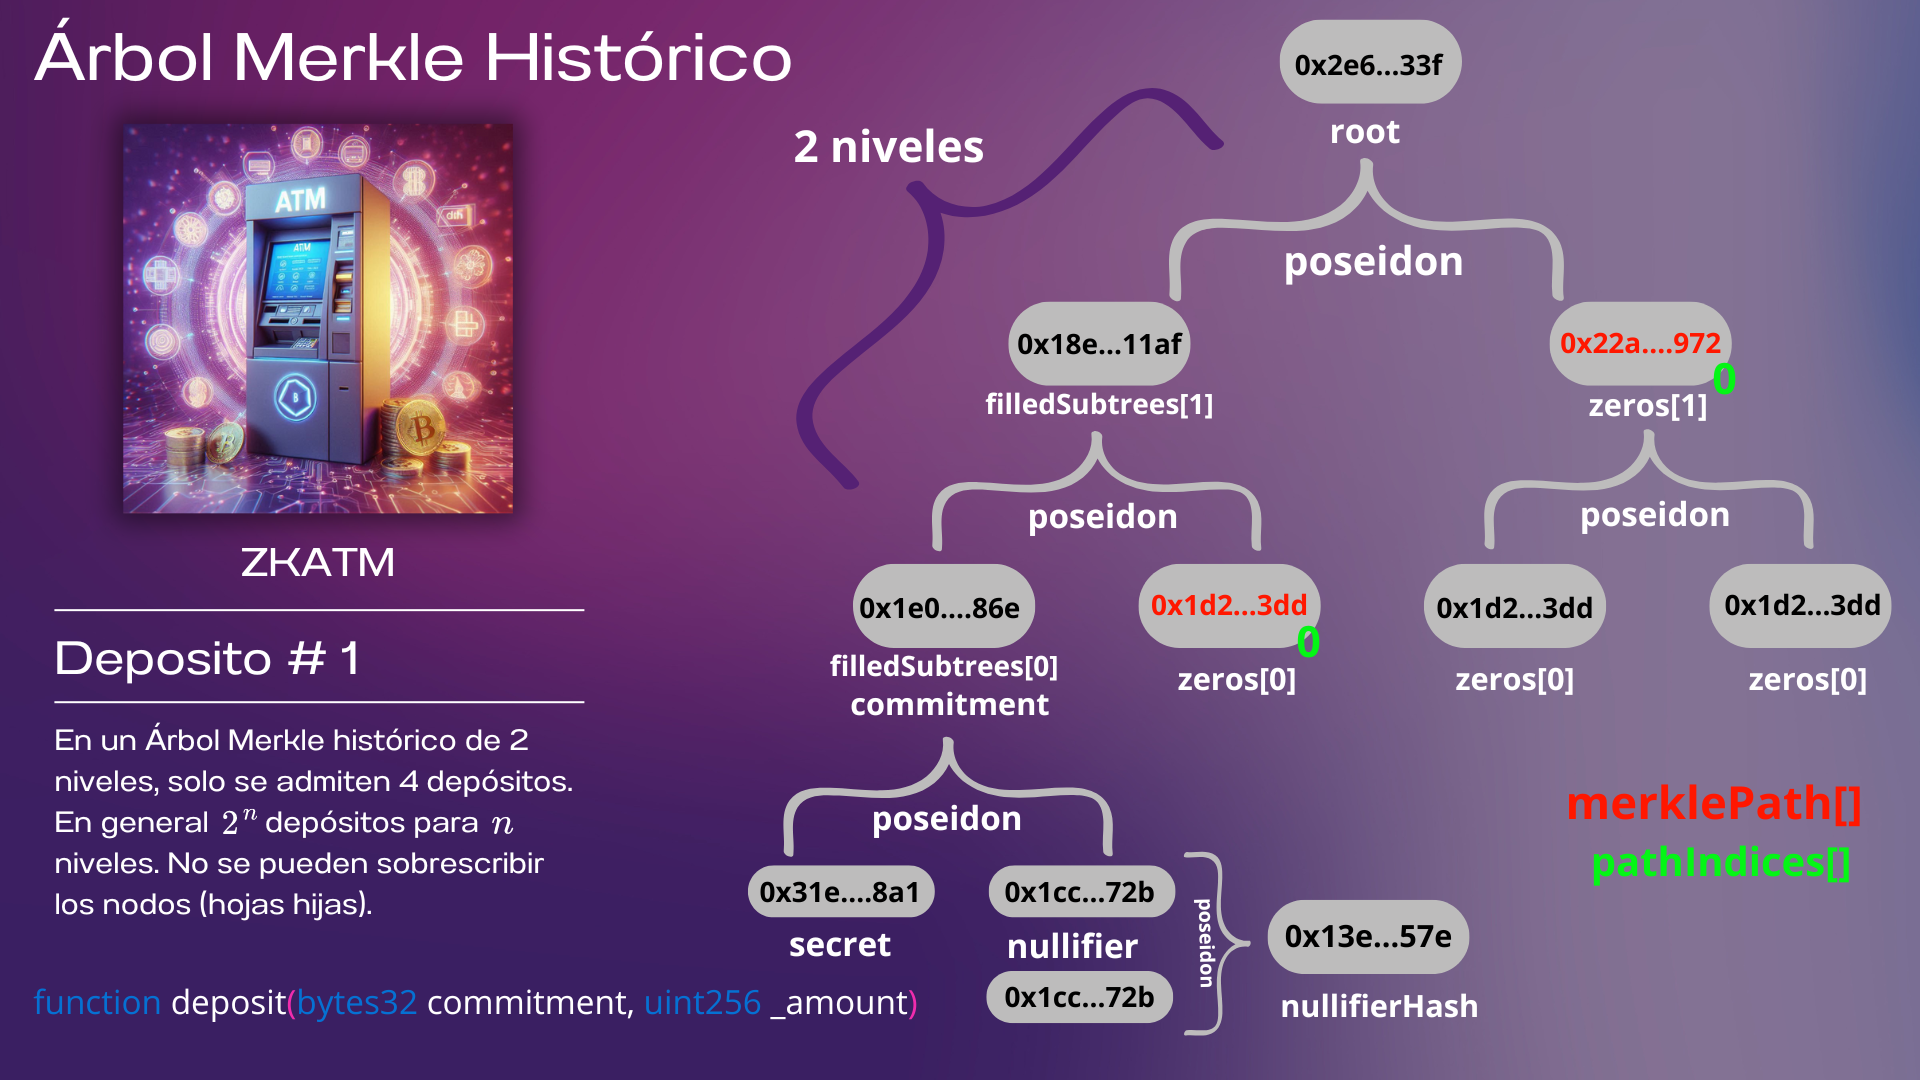 Árbol Merkle Histórico
ATM
ATM
ZKATM
Deposito # 1
En un Árbol Merkle histórico de 2
niveles, solo se admiten 4 depósitos.
En general 2ⁿ depósitos para n
niveles. No se pueden sobrescribir
los nodos (hojas hijas).
function deposit(bytes32 commitment, uint256 _amount)
2 niveles
0x2e6...33f
root
poseidon
0x18e...11af
filledSubtrees[1]
0x22a....972
0
zeros[1]
poseidon
poseidon
0x1e0....86e
filledSubtrees[0]
commitment
0x1d2...3dd
0
zeros[0]
0x1d2...3dd
zeros[0]
0x1d2...3dd
zeros[0]
poseidon
0x31e....8a1
secret
0x1cc...72b
nullifier
0x1cc...72b
poseidon
0x13e...57e
nullifierHash
merklePath[]
pathIndices[]